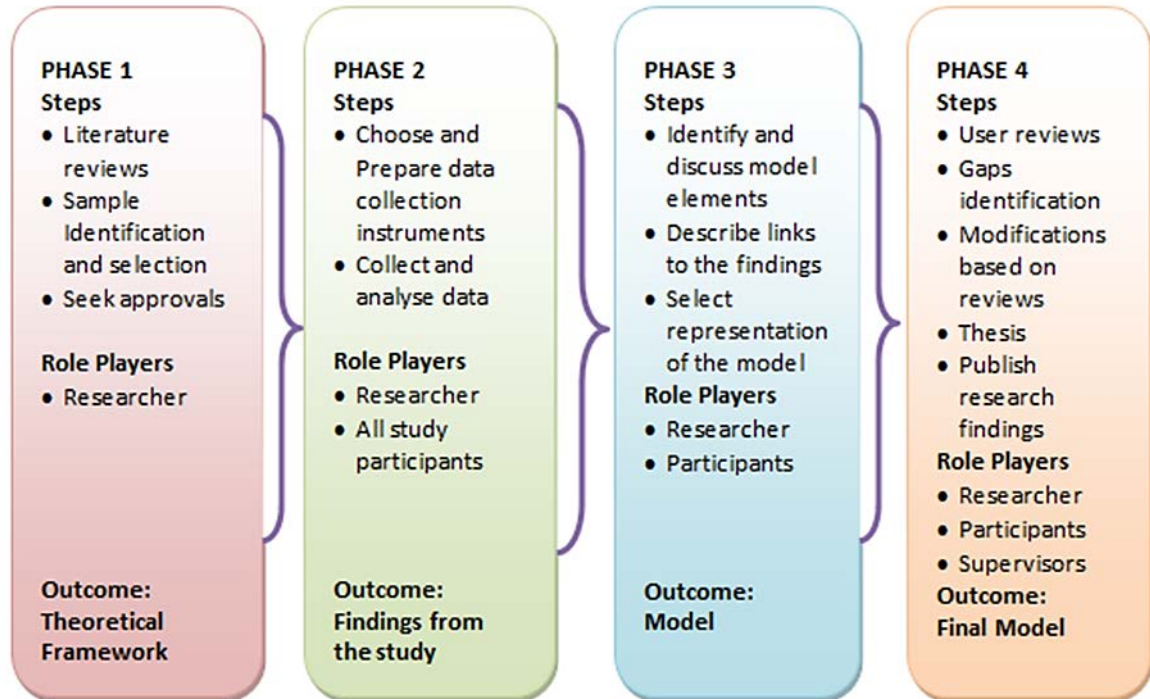 PHASE 1
Steps
• Literature
reviews
• Sample
Identification
and selection
• Seek approvals
Role Players
• Researcher
Outcome:
Theoretical
Framework
PHASE 2
Steps
• Choose and
Prepare data
collection
instruments
• Collect and
analyse data
Role Players
• Researcher
• All study
participants
Outcome:
Findings from
the study
PHASE 3
Steps
• Identify and
discuss model
elements
• Describe links
to the findings
• Select
representation
of the model
Role Players
• Researcher
• Participants
Outcome:
Model
PHASE 4
Steps
• User reviews
• Gaps
identification
• Modifications
based on
reviews
• Thesis
• Publish
research
findings
Role Players
• Researcher
• Participants
• Supervisors
Outcome:
Final Model